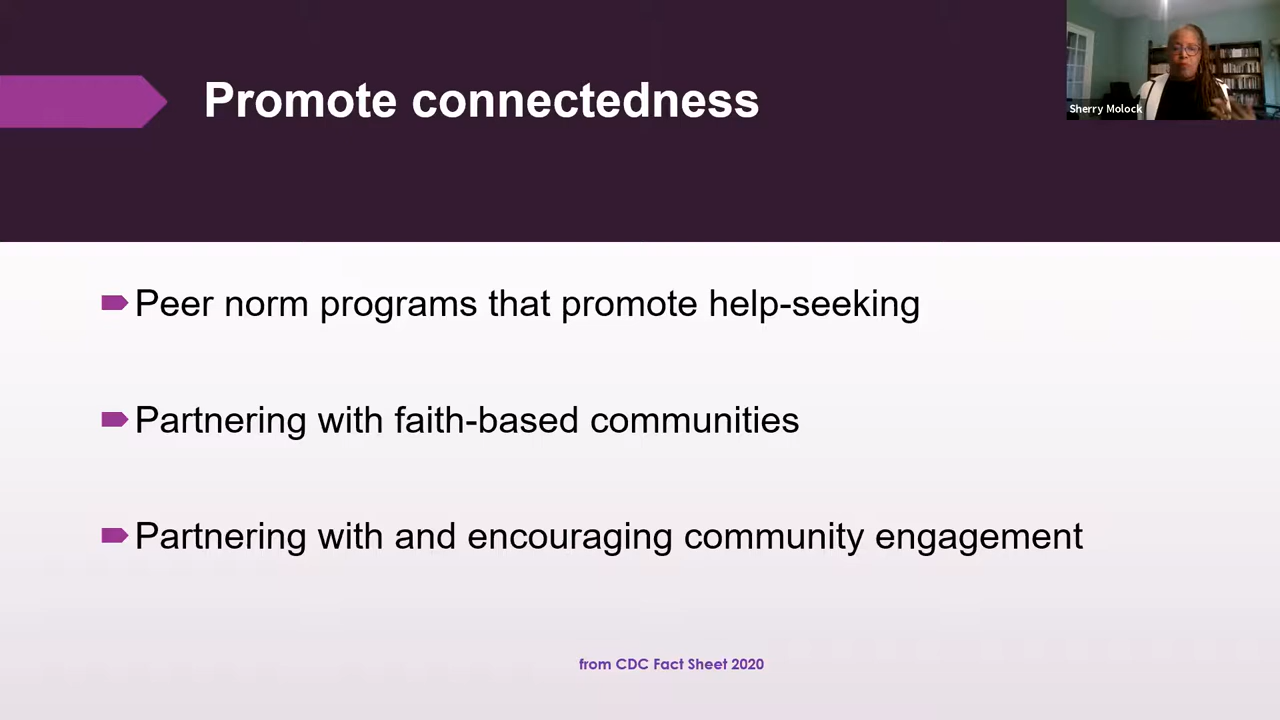 Promote connectedness
Sherry Molock
Peer norm programs that promote help-seeking
Partnering with faith-based communities
Partnering with and encouraging community engagement
from CDC Fact Sheet 2020